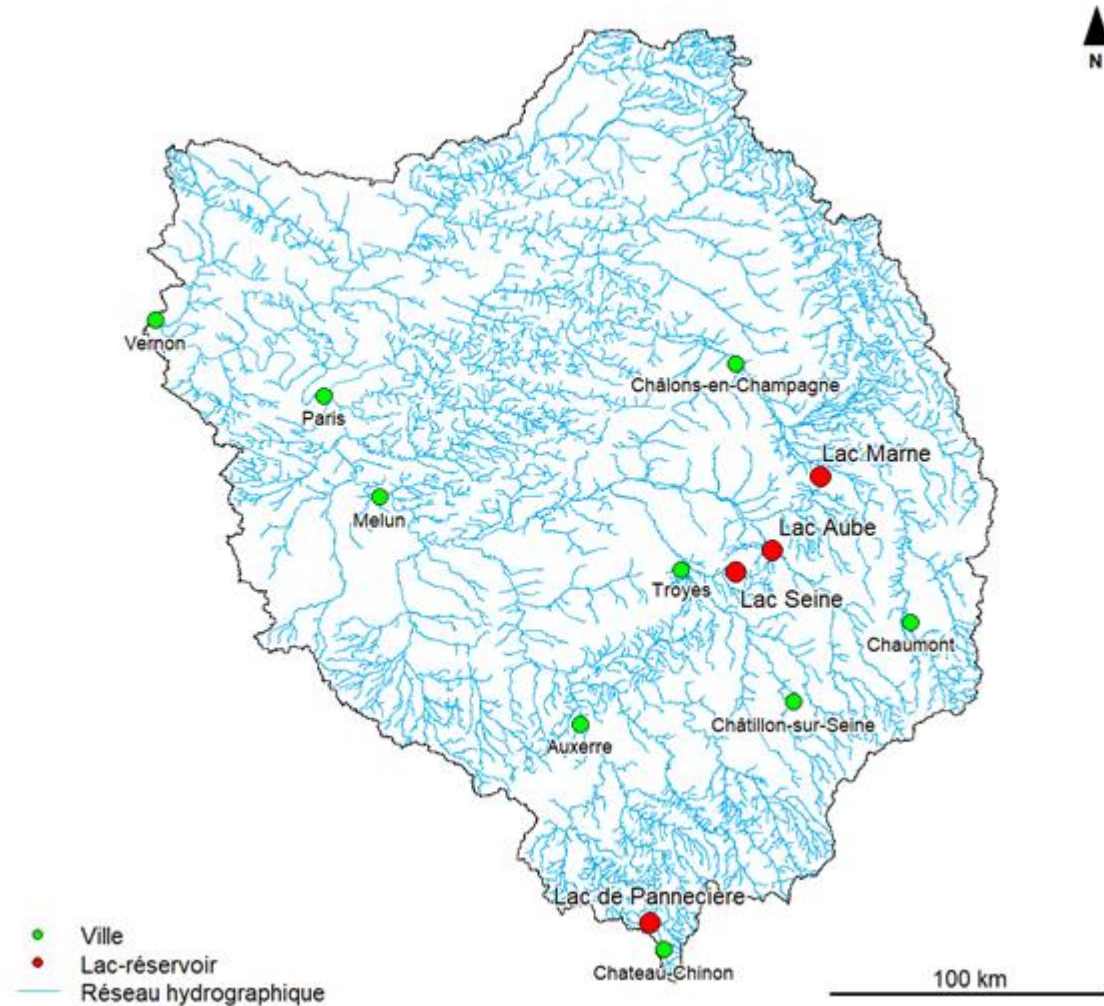 N
Vernon
Châlons-en-Champagne
Paris
Lac Marne
Melun
Lac Aube
Troyes
Lac Seine
Chaumont
Châtillon-sur-Seine
Auxerre
Lac de Pannecière
Ville
Lac-réservoir
Chateau-Chinon
100 km
Réseau hydrographique